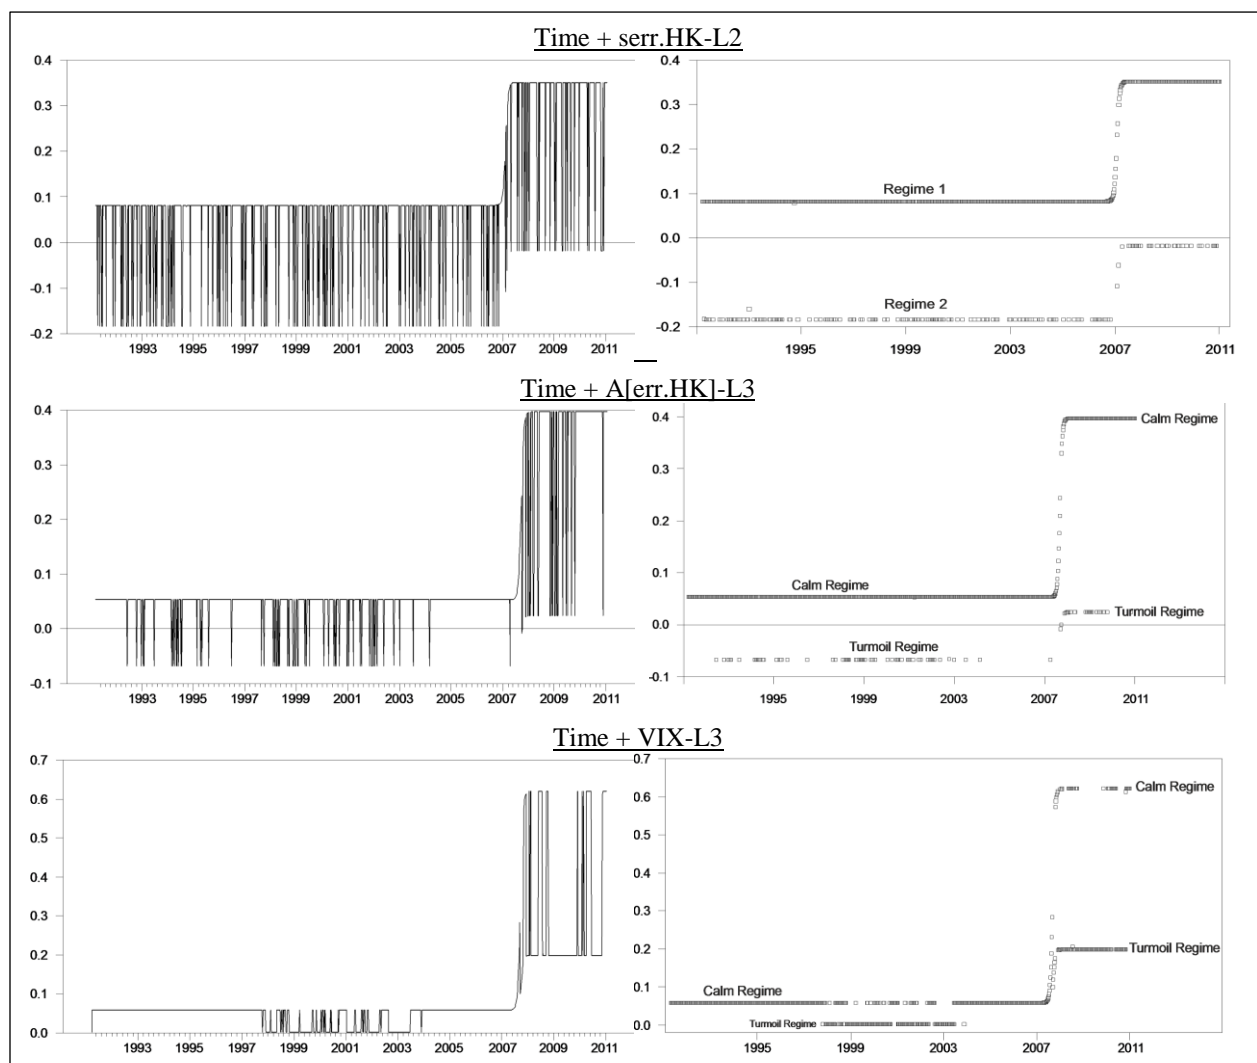 Time + serr.HK-L2
0.4
0.3
0.2
0.1
0.0
-0.1
-0.2
1993 1995 1997 1999 2001 2003 2005 2007 2009 2011
0.4
0.3
0.2
0.1
0.0
-0.1
-0.2
Regime 1
Regime 2
1995 1999 2003 2007 2011
Time + A[err.HK]-L3
0.4
0.3
0.2
0.1
0.0
-0.1
1993 1995 1997 1999 2001 2003 2005 2007 2009 2011
0.4
0.3
0.2
0.1
0.0
-0.1
Calm Regime
Calm Regime
Turmoil Regime
Turmoil Regime
1995 1999 2003 2007 2011
Time + VIX-L3
0.7
0.6
0.5
0.4
0.3
0.2
0.1
0.0
1993 1995 1997 1999 2001 2003 2005 2007 2009 2011
0.7
0.6
0.5
0.4
0.3
0.2
0.1
0.0
Calm Regime
Turmoil Regime
Calm Regime
Turmoil Regime
1995 1999 2003 2007 2011